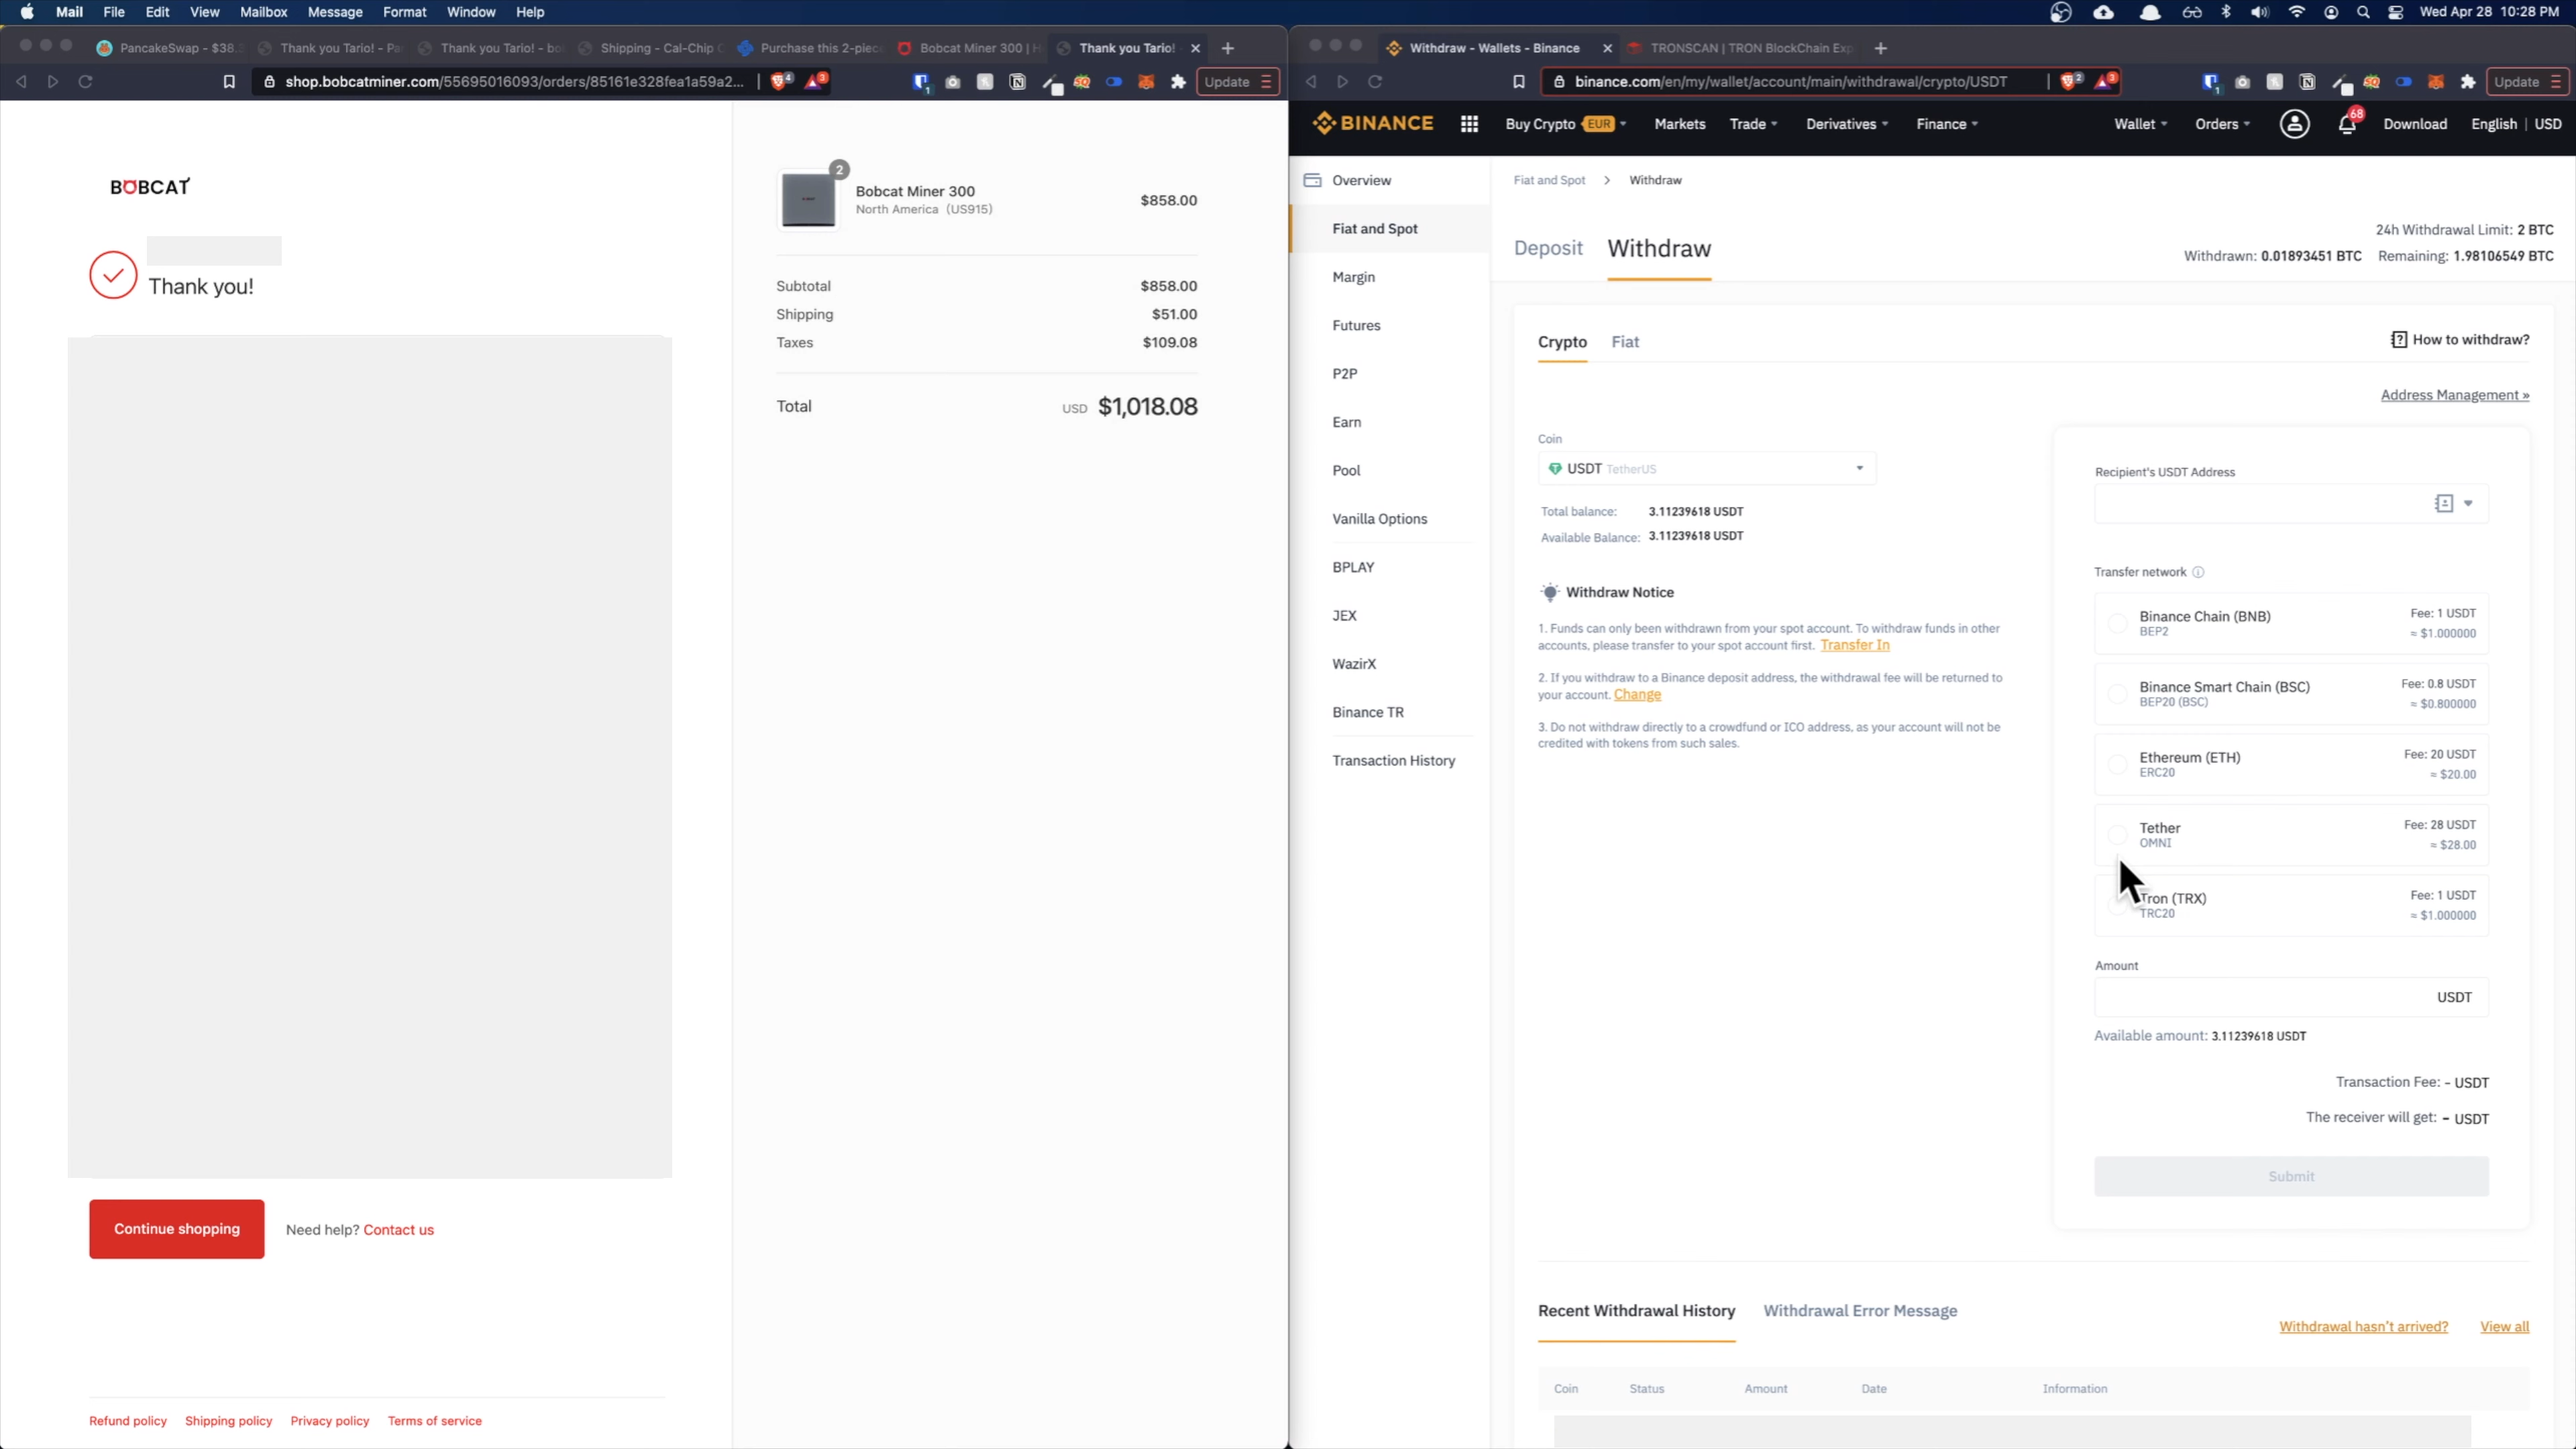 Mail File Edit View Mailbox Message Format Window Help
Wed Apr 28 10:28 PM
PancakeSwap - $38.
Thank you Tario! - Pa
Thank you Tario! - bo
Shipping - Cal-Chip
Purchase this 2-piec
Bobcat Miner 300 | H
Thank you Tario!
shop.bobcatminer.com/55695016093/orders/85161e328fea1a59a2...
Update
BOBCAT
Thank you!
2
Bobcat Miner 300
North America (US915)
$858.00
Subtotal $858.00
Shipping $51.00
Taxes $109.08
Total USD $1,018.08
Continue shopping
Need help? Contact us
Refund policy Shipping policy Privacy policy Terms of service
Withdraw - Wallets - Binance
TRONSCAN | TRON BlockChain Exp
binance.com/en/my/wallet/account/main/withdrawal/crypto/USDT
Update
BINANCE
Buy Crypto EUR Markets Trade Derivatives Finance
Wallet Orders 68 Download English | USD
Overview
Fiat and Spot
Margin
Futures
P2P
Earn
Pool
Vanilla Options
BPLAY
JEX
WazirX
Binance TR
Transaction History
Fiat and Spot > Withdraw
Deposit Withdraw
24h Withdrawal Limit: 2 BTC
Withdrawn: 0.01893451 BTC Remaining: 1.98106549 BTC
Crypto Fiat
How to withdraw?
Address Management »
Coin
USDT TetherUS
Total balance: 3.11239618 USDT
Available Balance: 3.11239618 USDT
Withdraw Notice
1. Funds can only been withdrawn from your spot account. To withdraw funds in other
accounts, please transfer to your spot account first. Transfer In
2. If you withdraw to a Binance deposit address, the withdrawal fee will be returned to
your account. Change
3. Do not withdraw directly to a crowdfund or ICO address, as your account will not be
credited with tokens from such sales.
Recipient's USDT Address
Transfer network
Binance Chain (BNB) Fee: 1 USDT
BEP2 ≈ $1.000000
Binance Smart Chain (BSC) Fee: 0.8 USDT
BEP20 (BSC) ≈ $0.800000
Ethereum (ETH) Fee: 20 USDT
ERC20 ≈ $20.00
Tether Fee: 28 USDT
OMNI ≈ $28.00
Tron (TRX) Fee: 1 USDT
TRC20 ≈ $1.000000
Amount
USDT
Available amount: 3.11239618 USDT
Transaction Fee: - USDT
The receiver will get: - USDT
Submit
Recent Withdrawal History Withdrawal Error Message
Withdrawal hasn't arrived? View all
Coin Status Amount Date Information